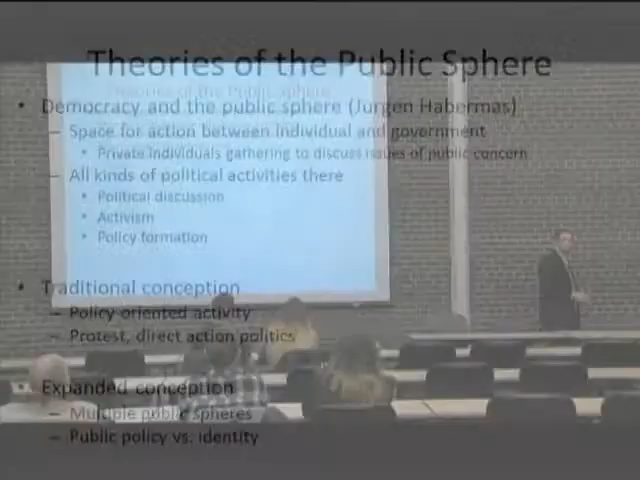 Theories of the Public Sphere
• Democracy and the public sphere (Jurgen Habermas)
– Space for action between individual and government
• Private individuals gathering to discuss issues of public concern
– All kinds of political activities there
• Political discussion
• Activism
• Policy formation
• Traditional conception
– Policy oriented activity
– Protest, direct action politics
Expanded conception
– Multiple public spheres
– Public policy vs. identity